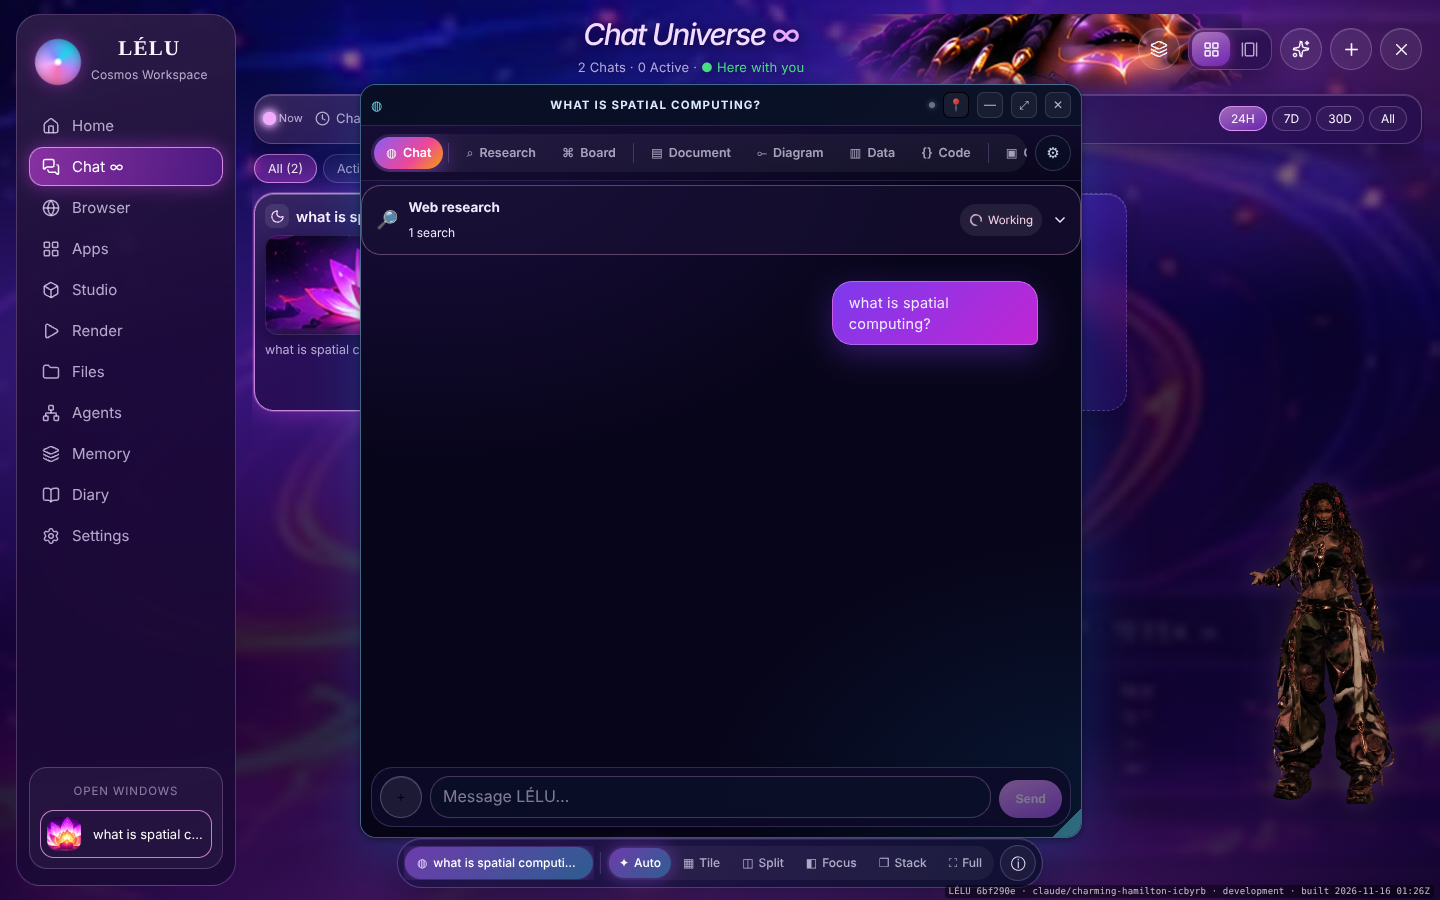 LÉLU
Cosmos Workspace
Home
Chat ∞
Browser
Apps
Studio
Render
Files
Agents
Memory
Diary
Settings
OPEN WINDOWS
what is spatial c...
Chat Universe ∞
2 Chats · 0 Active · Here with you
Now
Cha
24H
7D
30D
All
All (2)
Acti
what is sp
what is spatial c
WHAT IS SPATIAL COMPUTING?
Chat
Research
Board
Document
Diagram
Data
{} Code
Web research
1 search
Working
what is spatial
computing?
+
Message LÉLU...
Send
what is spatial computi...
Auto
Tile
Split
Focus
Stack
Full
LÉLU 6bf290e · claude/charming-hamilton-icbyrb · development · built 2026-11-16 01:26Z